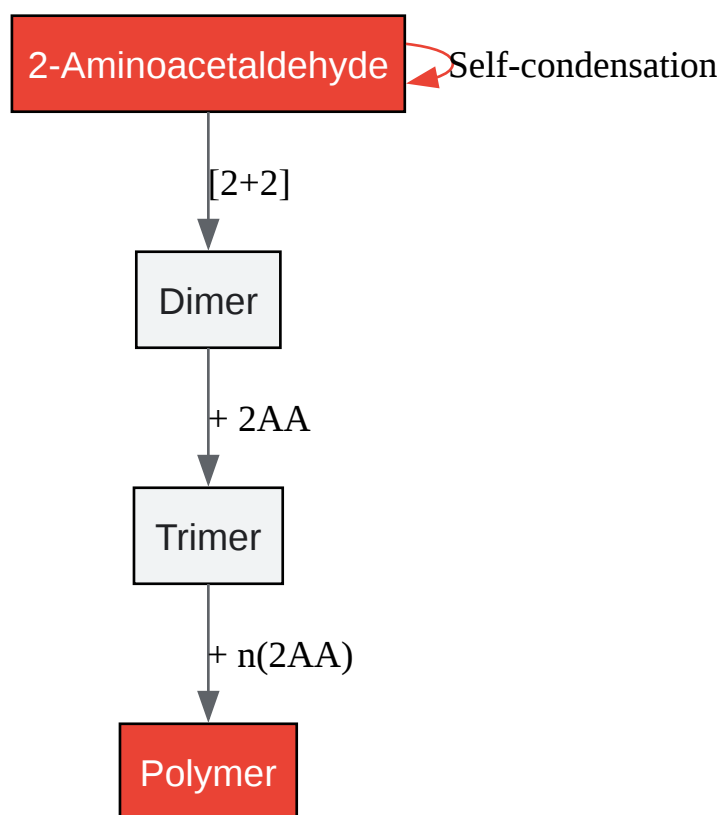 2-Aminoacetaldehyde
Self-condensation
[2+2]
Dimer
+ 2AA
Trimer
+ n(2AA)
Polymer